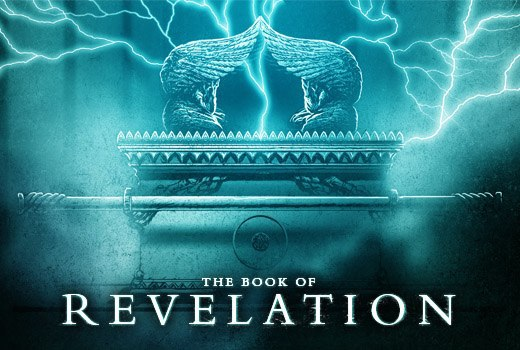 THE BOOK OF
REVELATION